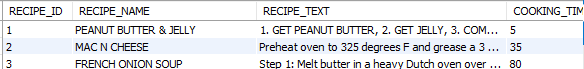 RECIPE_ID RECIPE_NAME RECIPE_TEXT COOKING_TIM
1 PEANUT BUTTER & JELLY 1. GET PEANUT BUTTER, 2. GET JELLY, 3. COM... 5
2 MAC N CHEESE Preheat oven to 325 degrees F and grease a 3 ... 35
3 FRENCH ONION SOUP Step 1: Melt butter in a heavy Dutch oven over ... 80